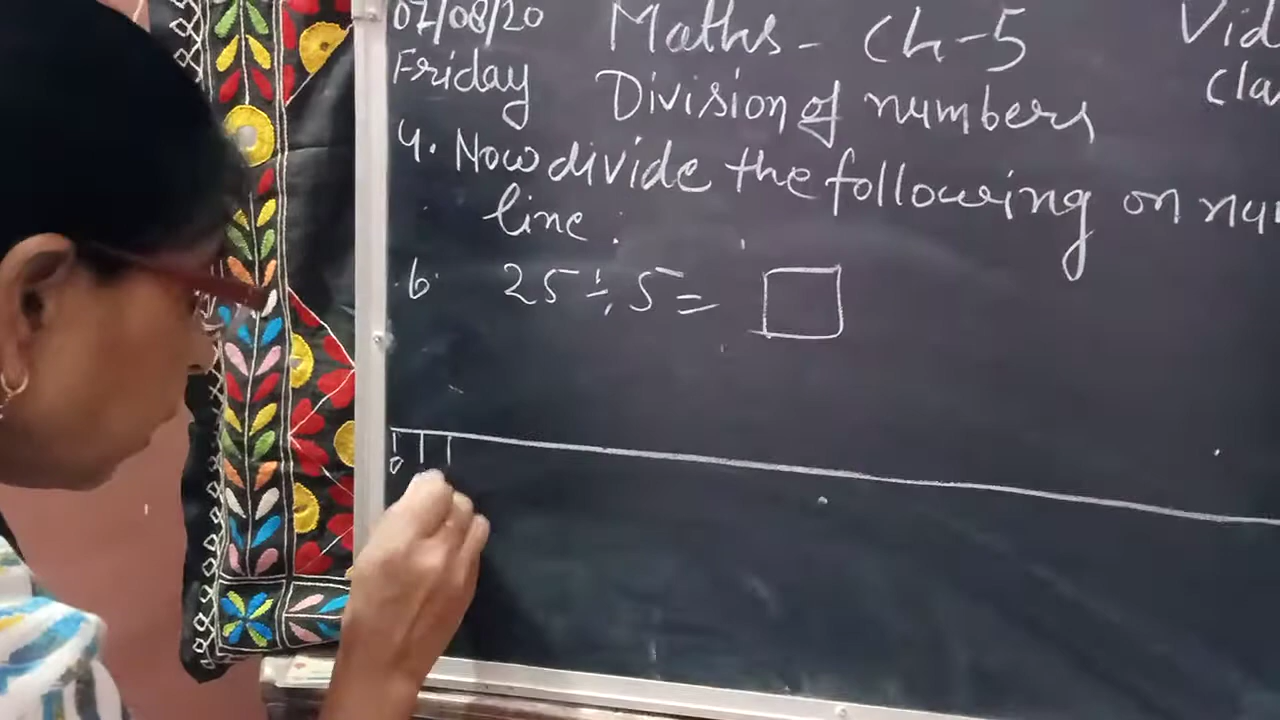 07/08/20 Maths - Ch-5
Friday Division of numbers
4. Now divide the following on
line:
b. 25 ÷ 5 =
0